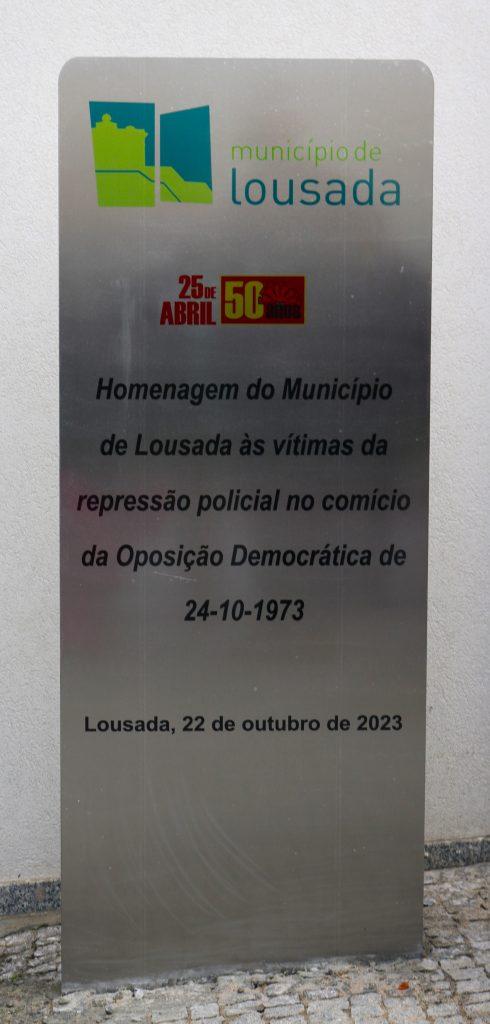 município de
lousada
25 DE
ABRIL
50
anos
Homenagem do Município
de Lousada às vítimas da
repressão policial no comício
da Oposição Democrática de
24-10-1973
Lousada, 22 de outubro de 2023